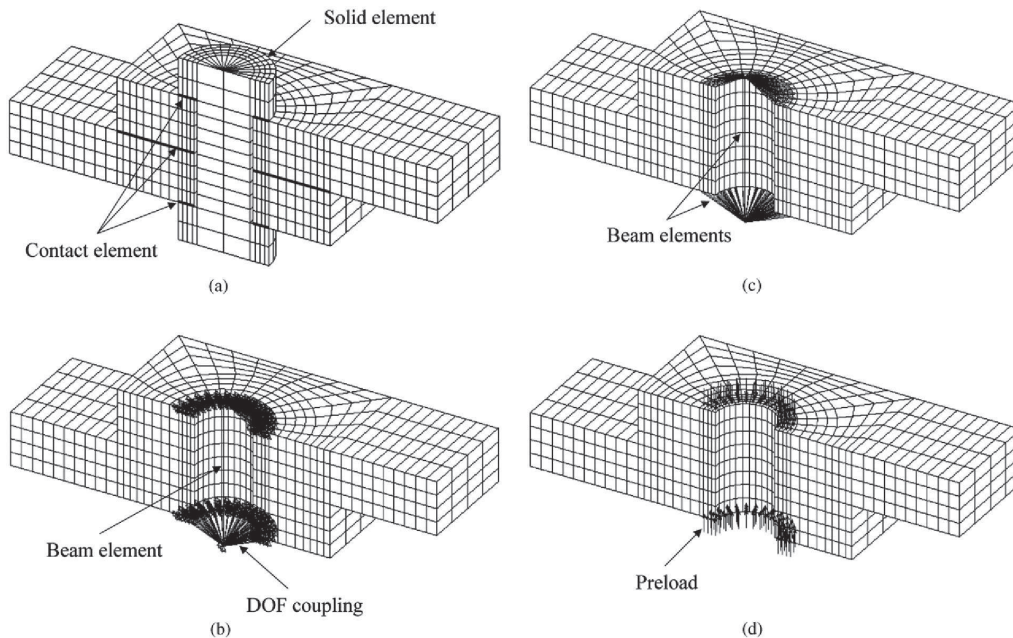 Solid element
Contact element
(a)
Beam elements
(c)
Beam element
DOF coupling
(b)
Preload
(d)